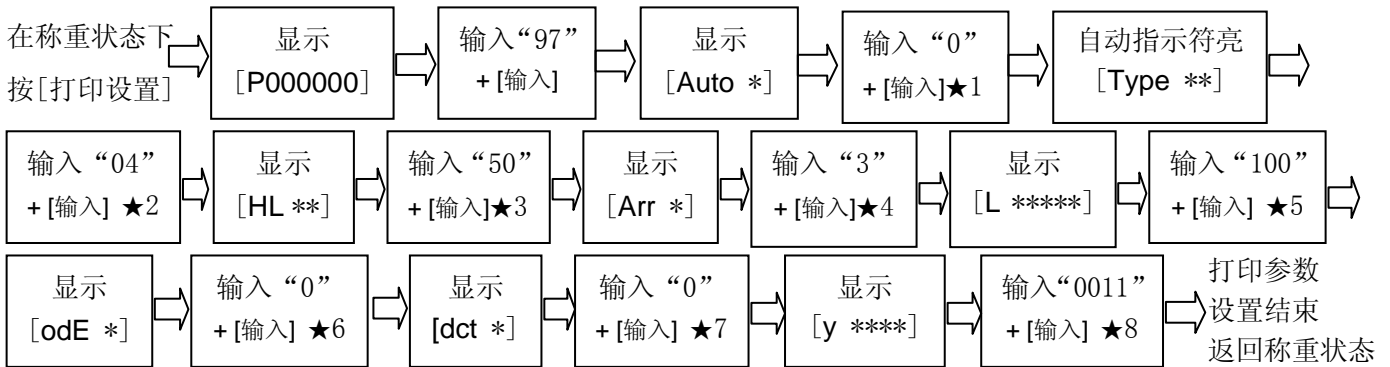 在称重状态下
按[打印设置]
显示
[P000000]
输入“97”
+ [输入]
显示
[Auto *]
输入 “0”
+ [输入]★1
自动指示符亮
[Type **]
输入 “04”
+ [输入] ★2
显示
[HL **]
输入 “50”
+ [输入]★3
显示
[Arr *]
输入 “3”
+ [输入]★4
显示
[L *****]
输入 “100”
+ [输入] ★5
显示
[odE *]
输入 “0”
+ [输入] ★6
显示
[dct *]
输入 “0”
+ [输入] ★7
显示
[y ****]
输入“0011”
+ [输入] ★8
打印参数
设置结束
返回称重状态